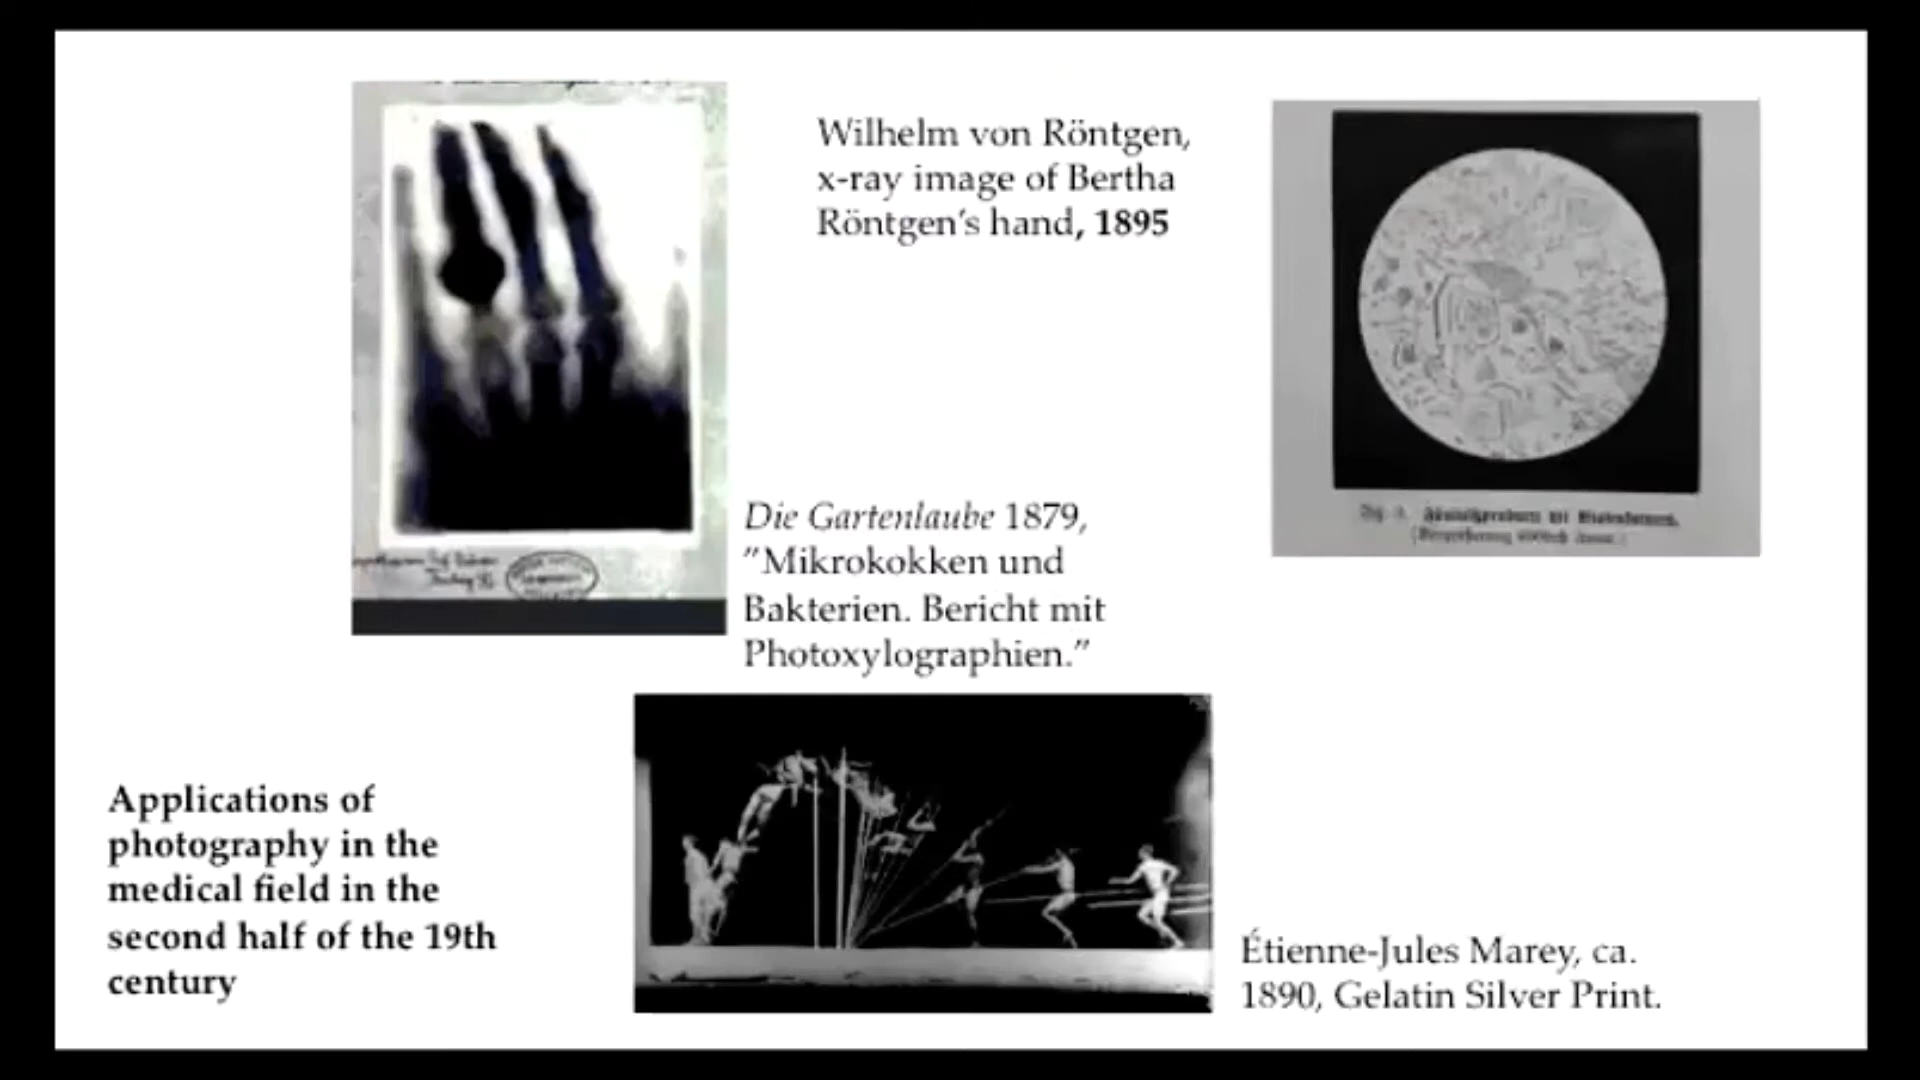 Wilhelm von Röntgen,
x-ray image of Bertha
Röntgen's hand, 1895
Die Gartenlaube 1879,
"Mikrokokken und
Bakterien. Bericht mit
Photoxylographien."
Applications of
photography in the
medical field in the
second half of the 19th
century
Étienne-Jules Marey, ca.
1890, Gelatin Silver Print.